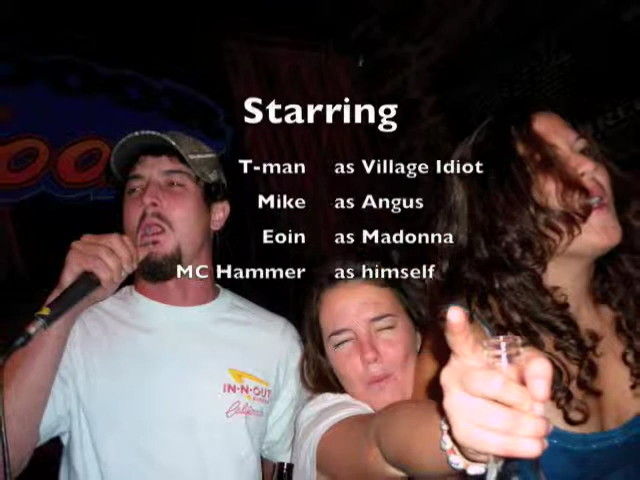 Starring
T-man as Village Idiot
Mike as Angus
Eoin as Madonna
MC Hammer as himself
IN-N-OUT
California